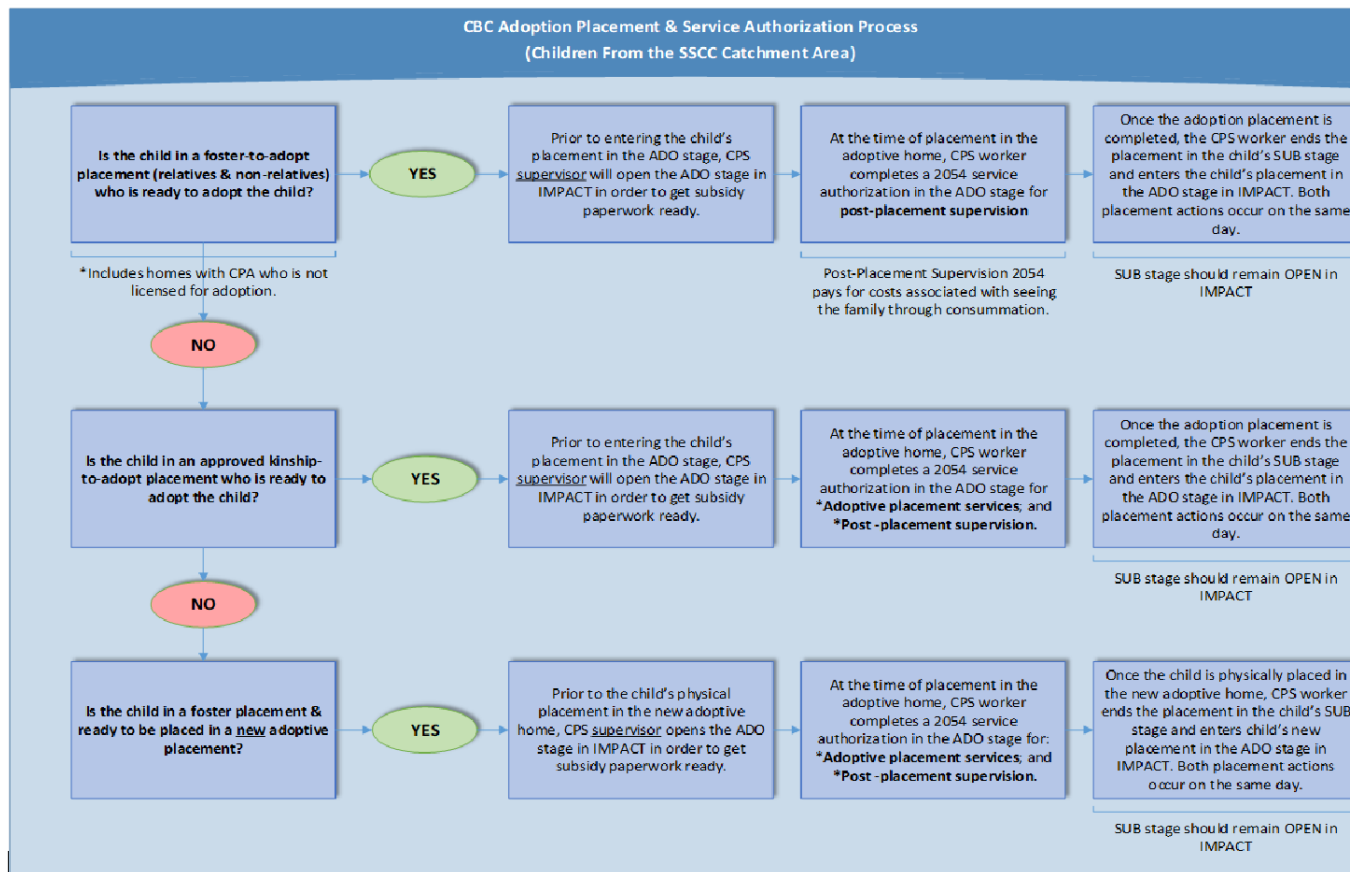 CBC Adoption Placement & Service Authorization Process
(Children From the SSCC Catchment Area)
Is the child in a foster-to-adopt
placement (relatives & non-relatives)
who is ready to adopt the child?
YES
Prior to entering the child's
placement in the ADO stage, CPS
supervisor will open the ADO stage in
IMPACT in order to get subsidy
paperwork ready.
At the time of placement in the
adoptive home, CPS worker
completes a 2054 service
authorization in the ADO stage for
post-placement supervision
Once the adoption placement is
completed, the CPS worker ends the
placement in the child's SUB stage
and enters the child's placement in
the ADO stage in IMPACT. Both
placement actions occur on the same
day.
*Includes homes with CPA who is not
licensed for adoption.
Post-Placement Supervision 2054
pays for costs associated with seeing
the family through consummation.
SUB stage should remain OPEN in
IMPACT
NO
Is the child in an approved kinship-
to-adopt placement who is ready to
adopt the child?
YES
Prior to entering the child's
placement in the ADO stage, CPS
supervisor will open the ADO stage in
IMPACT in order to get subsidy
paperwork ready.
At the time of placement in the
adoptive home, CPS worker
completes a 2054 service
authorization in the ADO stage for
*Adoptive placement services; and
*Post -placement supervision.
Once the adoption placement is
completed, the CPS worker ends the
placement in the child's SUB stage
and enters the child's placement in
the ADO stage in IMPACT. Both
placement actions occur on the same
day.
SUB stage should remain OPEN in
IMPACT
NO
Is the child in a foster placement &
ready to be placed in a new adoptive
placement?
YES
Prior to the child's physical
placement in the new adoptive
home, CPS supervisor opens the ADO
stage in IMPACT in order to get
subsidy paperwork ready.
At the time of placement in the
adoptive home, CPS worker
completes a 2054 service
authorization in the ADO stage for:
*Adoptive placement services; and
*Post -placement supervision.
Once the child is physically placed in
the new adoptive home, CPS worker
ends the placement in the child's SUB
stage and enters child's new
placement in the ADO stage in
IMPACT. Both placement actions
occur on the same day.
SUB stage should remain OPEN in
IMPACT